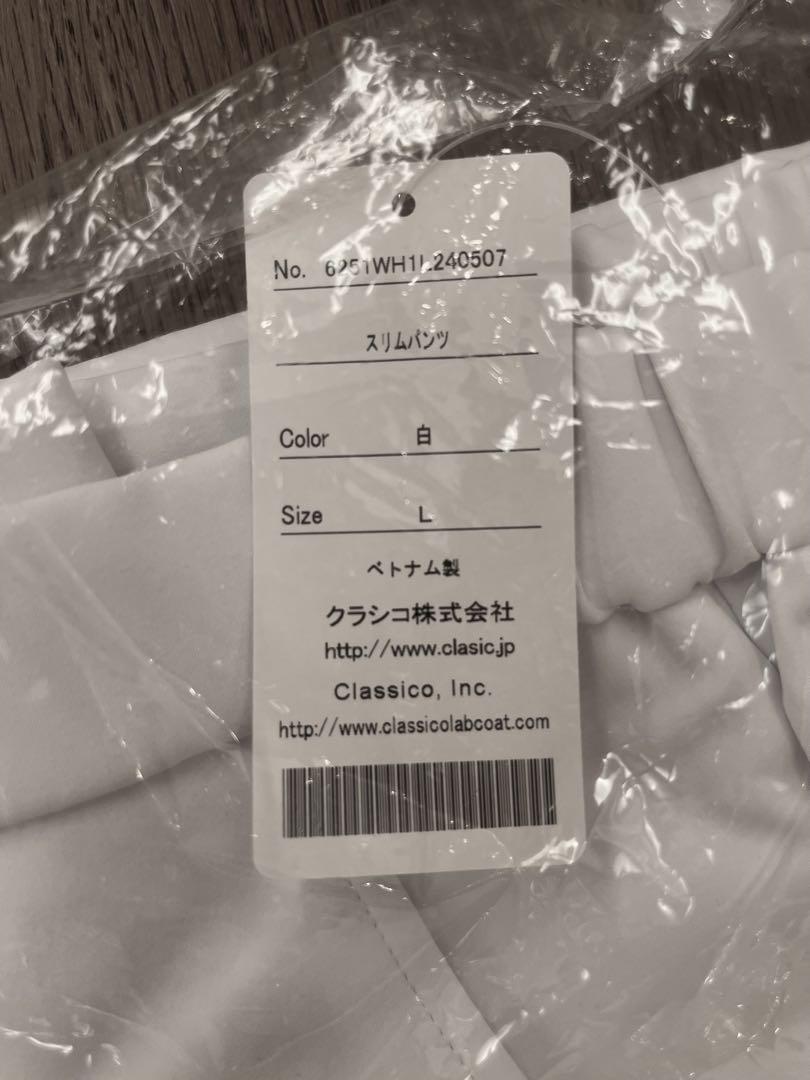 No. 6251WH1L240507
スリムパンツ
Color 白
Size L
ベトナム製
クラシコ株式会社
http://www.clasic.jp
Classico, Inc.
http://www.classicolabcoat.com